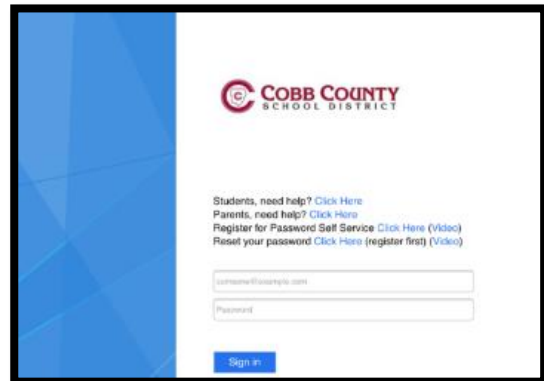 COBB COUNTY
SCHOOL DISTRICT
Students, need help? Click Here
Parents, need help? Click Here
Register for Password Self Service Click Here (Video)
Reset your password Click Here (register first) (Video)
someone@example.com
Password
Sign in